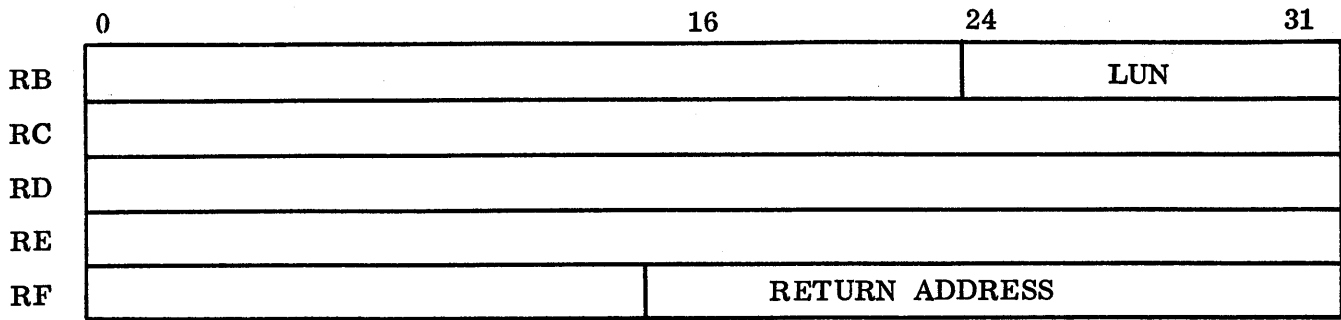 0 16 24 31
RB LUN
RC
RD
RE
RF RETURN ADDRESS